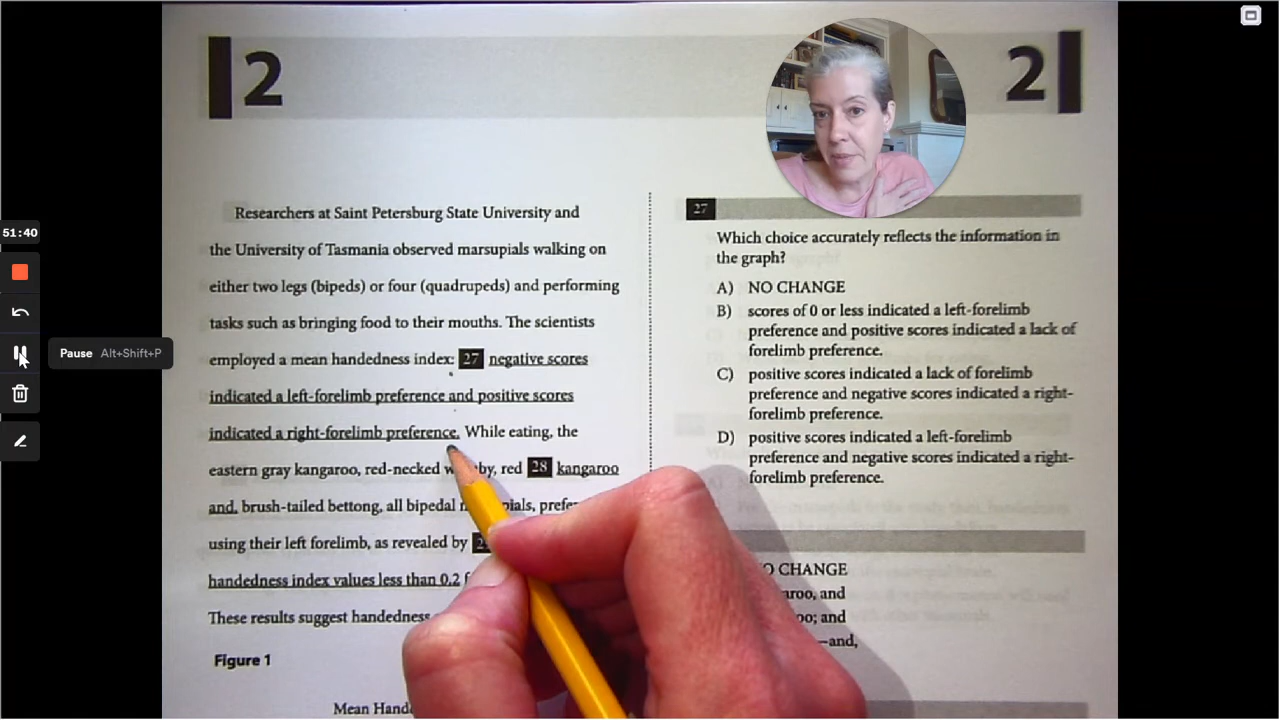 2
2
51:40
Pause Alt+Shift+P
Researchers at Saint Petersburg State University and
the University of Tasmania observed marsupials walking on
either two legs (bipeds) or four (quadrupeds) and performing
tasks such as bringing food to their mouths. The scientists
employed a mean handedness index: 27 negative scores
indicated a left-forelimb preference and positive scores
indicated a right-forelimb preference. While eating, the
eastern gray kangaroo, red-necked red 28 kangaroo
and, brush-tailed bettong, all bipedal
using their left forelimb, as revealed by
handedness index values less than 0.2
These results suggest handedness
Figure 1
Mean
27
Which choice accurately reflects the information in
the graph?
A) NO CHANGE
B) scores of 0 or less indicated a left-forelimb
preference and positive scores indicated a lack of
forelimb preference.
C) positive scores indicated a lack of forelimb
preference and negative scores indicated a right-
forelimb preference.
D) positive scores indicated a left-forelimb
preference and negative scores indicated a right-
forelimb preference.
CHANGE
and
and
—and,